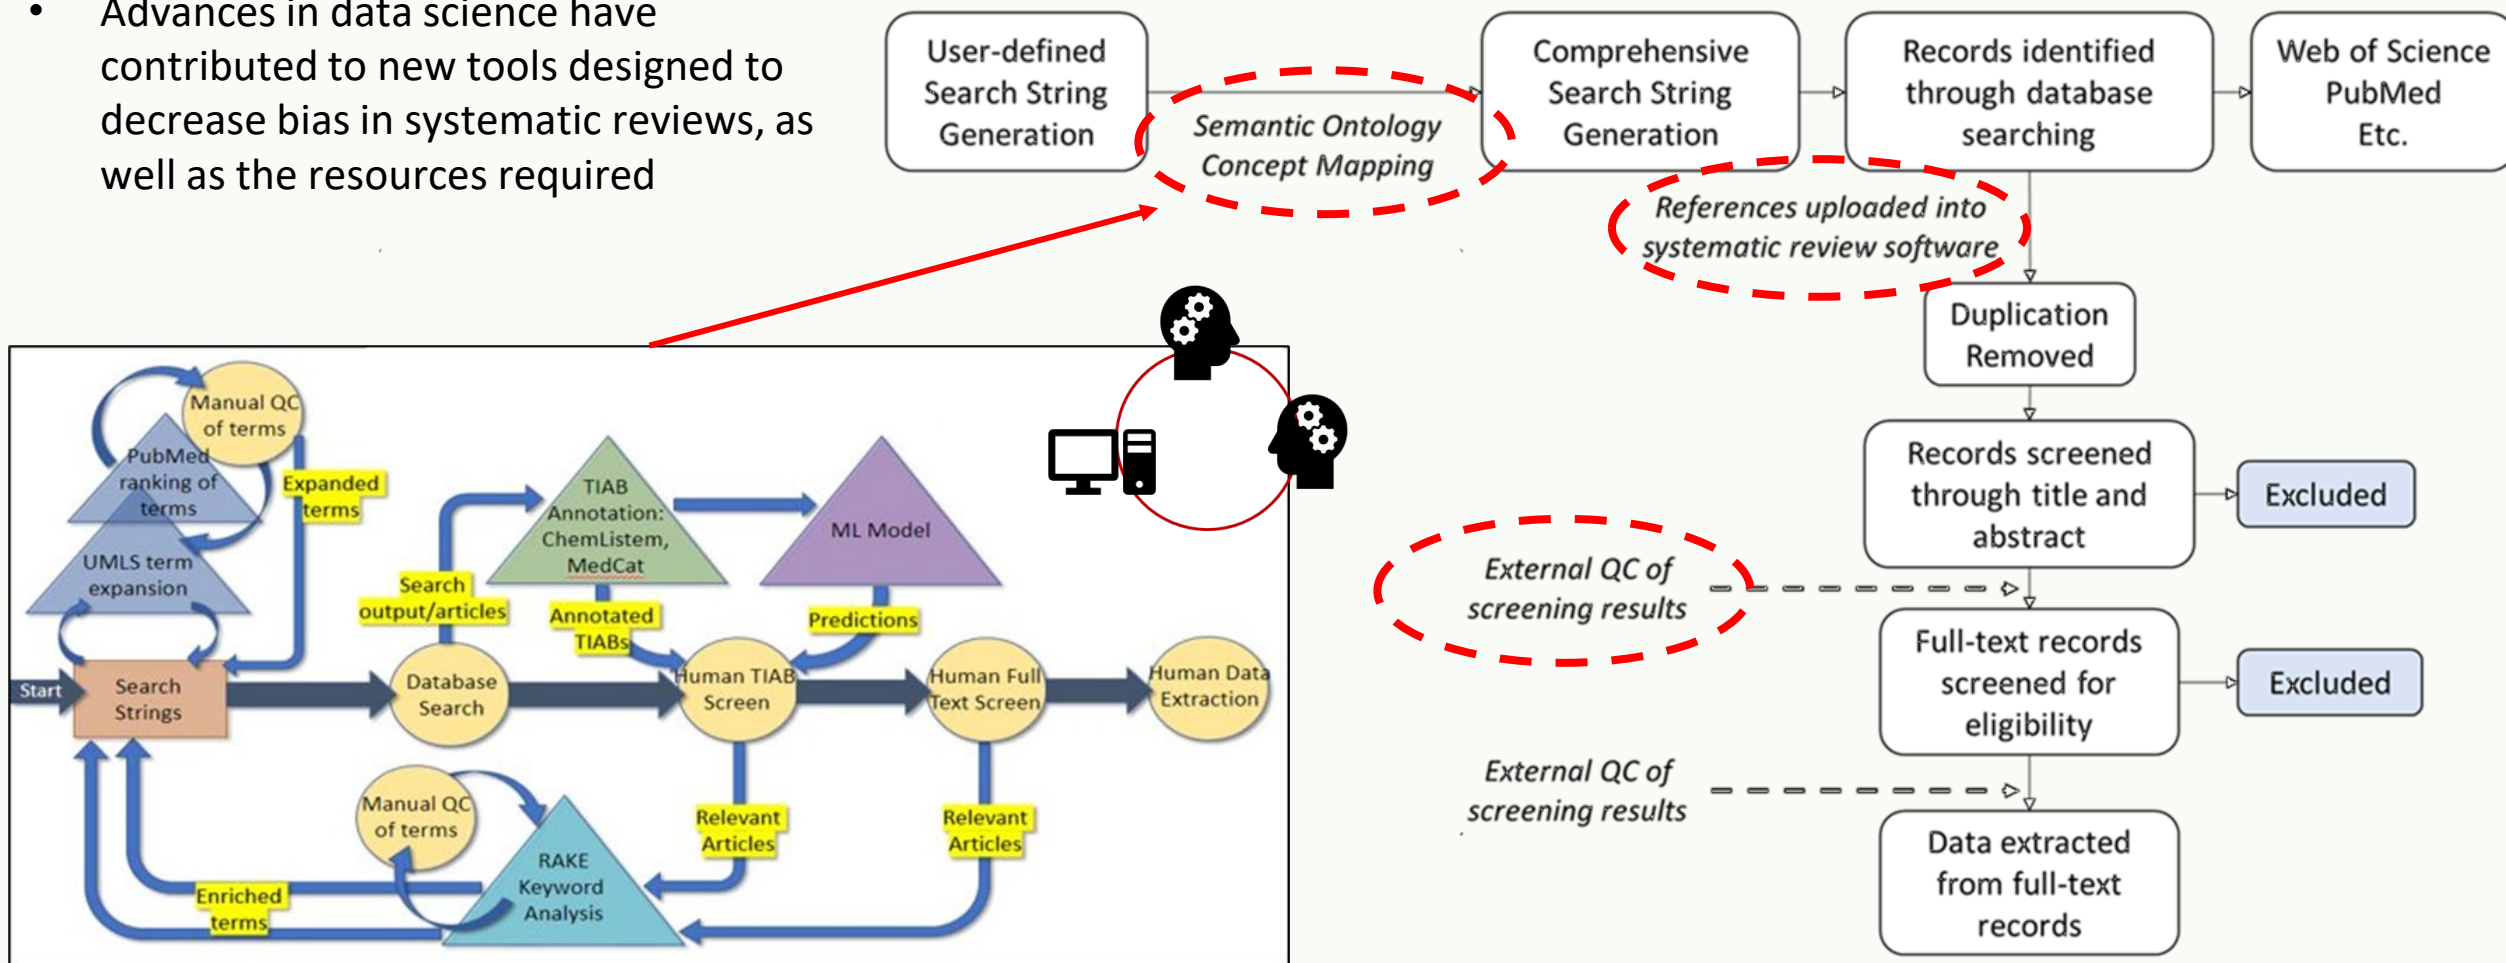 • Advances in data science have
contributed to new tools designed to
decrease bias in systematic reviews, as
well as the resources required
User-defined
Search String
Generation
Semantic Ontology
Concept Mapping
Comprehensive
Search String
Generation
Records identified
through database
searching
Web of Science
PubMed
Etc.
References uploaded into
systematic review software
Duplication
Removed
Records screened
through title and
abstract
Excluded
External QC of
screening results
Full-text records
screened for
eligibility
Excluded
External QC of
screening results
Data extracted
from full-text
records
Manual QC
of terms
PubMed
ranking of
terms
UMLS term
expansion
Expanded
terms
Start
Search
Strings
Search
output/articles
Database
Search
TIAB
Annotation:
ChemListem,
MedCat
Annotated
TIABs
ML Model
Predictions
Human TIAB
Screen
Human Full
Text Screen
Human Data
Extraction
Manual QC
of terms
RAKE
Keyword
Analysis
Relevant
Articles
Relevant
Articles
Enriched
terms